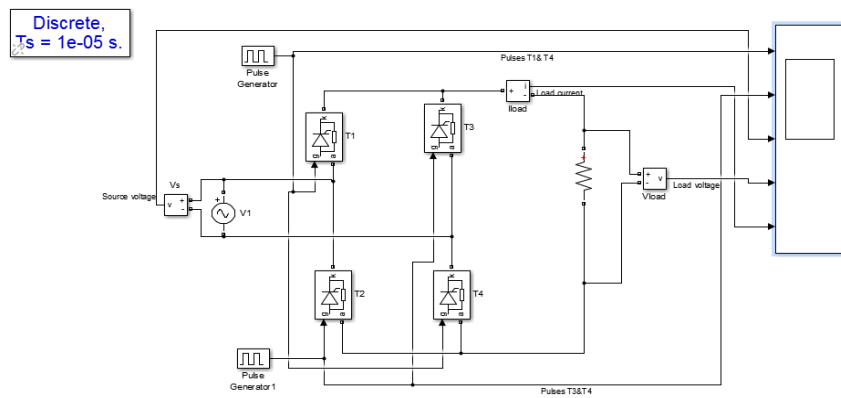 Discrete,
Ts = 1e-05 s.
Pulse
Generator
Pulses T1& T4
i
+
-
Load current
Iload
k
T1
g a
k
T3
g a
Vs
Source voltage
v
+
-
+
V1
+
+
-
v
Vload
Load voltage
k
T2
g a
k
T4
g a
Pulse
Generator1
Pulses T3&T4